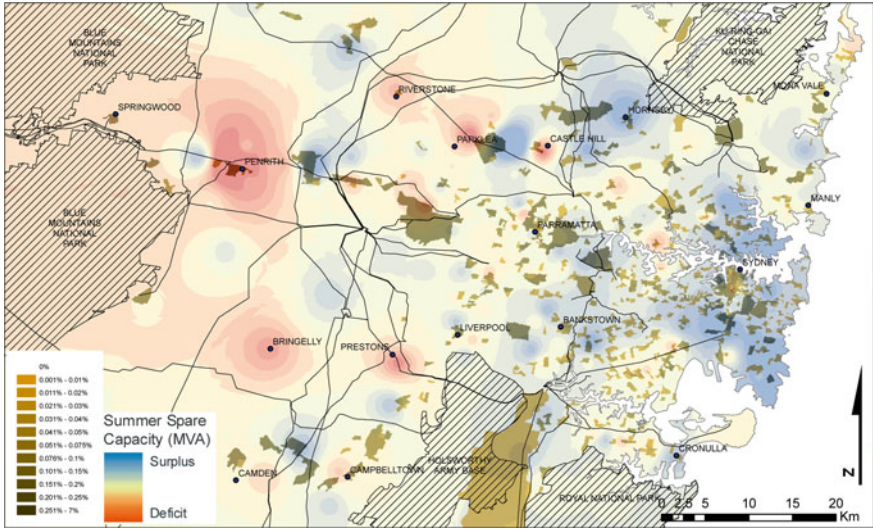 BLUE
MOUNTAINS
NATIONAL
PARK
KU-RING-GAI
CHASE
NATIONAL
PARK
MONA VALE
SPRINGWOOD
RIVERSTONE
HORNSBY
PARKLEA
CASTLE HILL
PENRITH
MANLY
BLUE
MOUNTAINS
NATIONAL
PARK
PARRAMATTA
SYDNEY
BANKSTOWN
LIVERPOOL
BRINGELLY
PRESTONS
0%
0.001% - 0.01%
0.011% - 0.02%
0.021% - 0.03%
0.031% - 0.04%
0.041% - 0.05%
0.051% - 0.075%
0.076% - 0.1%
0.101% - 0.15%
0.151% - 0.2%
0.201% - 0.25%
0.251% - 7%
Summer Spare
Capacity (MVA)
Surplus
Deficit
CAMDEN
CAMPBELLTOWN
HOLSWORTHY
ARMY BASE
CRONULLA
ROYAL NATIONAL PARK
N
0 2.5 5 10 15 20
Km